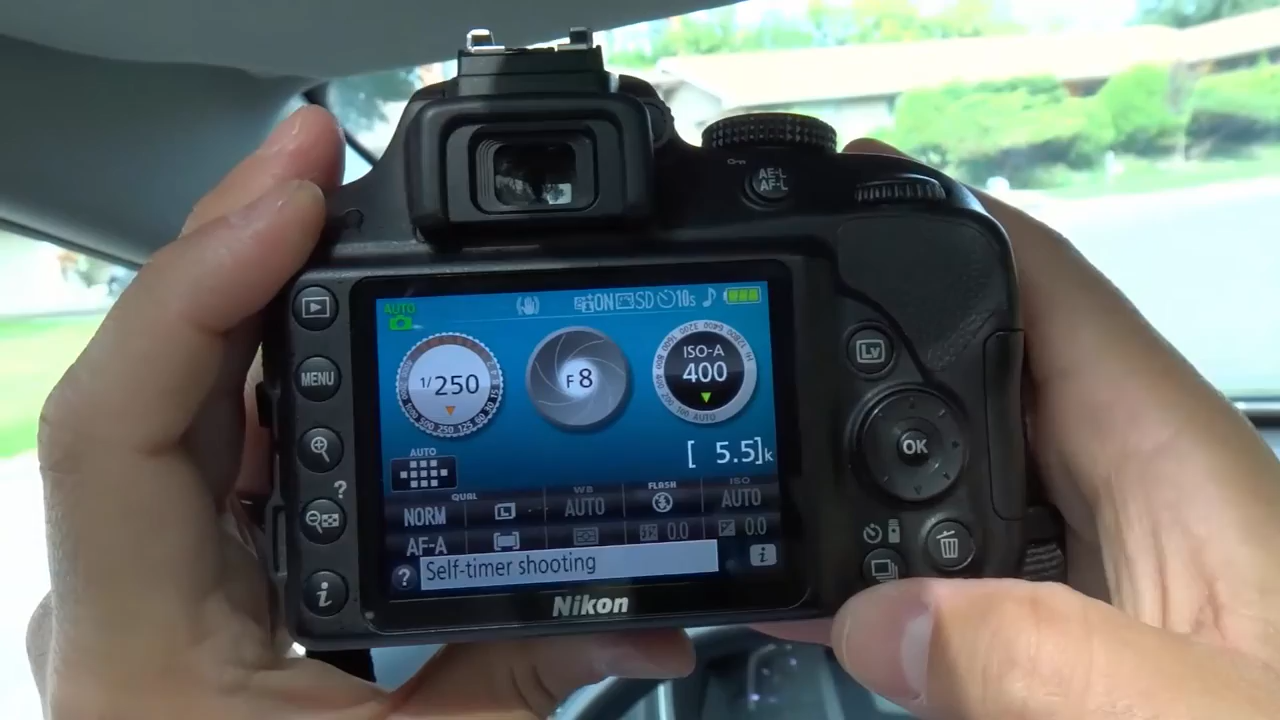 AE-L
AF-L
MENU
?
i
Lv
OK
AUTO
ON SD 10s
1/250
F8
ISO-A
400
AUTO
[ 5.5]k
QUAL WB FLASH ISO
NORM L AUTO AUTO
AF-A 0.0 0.0
? Self-timer shooting i
Nikon